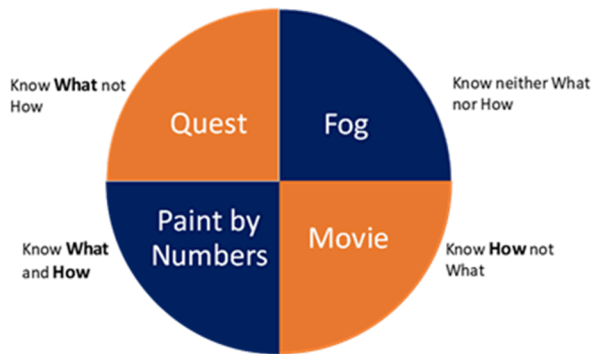 Know What not
How
Quest
Fog
Know neither What
nor How
Know What
and How
Paint by
Numbers
Movie
Know How not
What